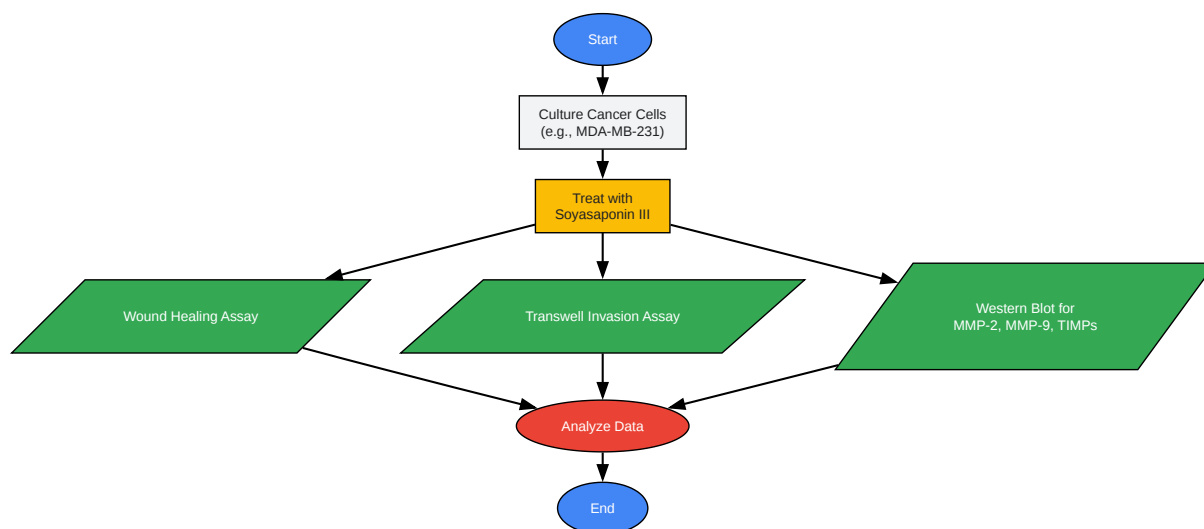 Start
Culture Cancer Cells
(e.g., MDA-MB-231)
Treat with
Soyasaponin III
Wound Healing Assay
Transwell Invasion Assay
Western Blot for
MMP-2, MMP-9, TIMPs
Analyze Data
End